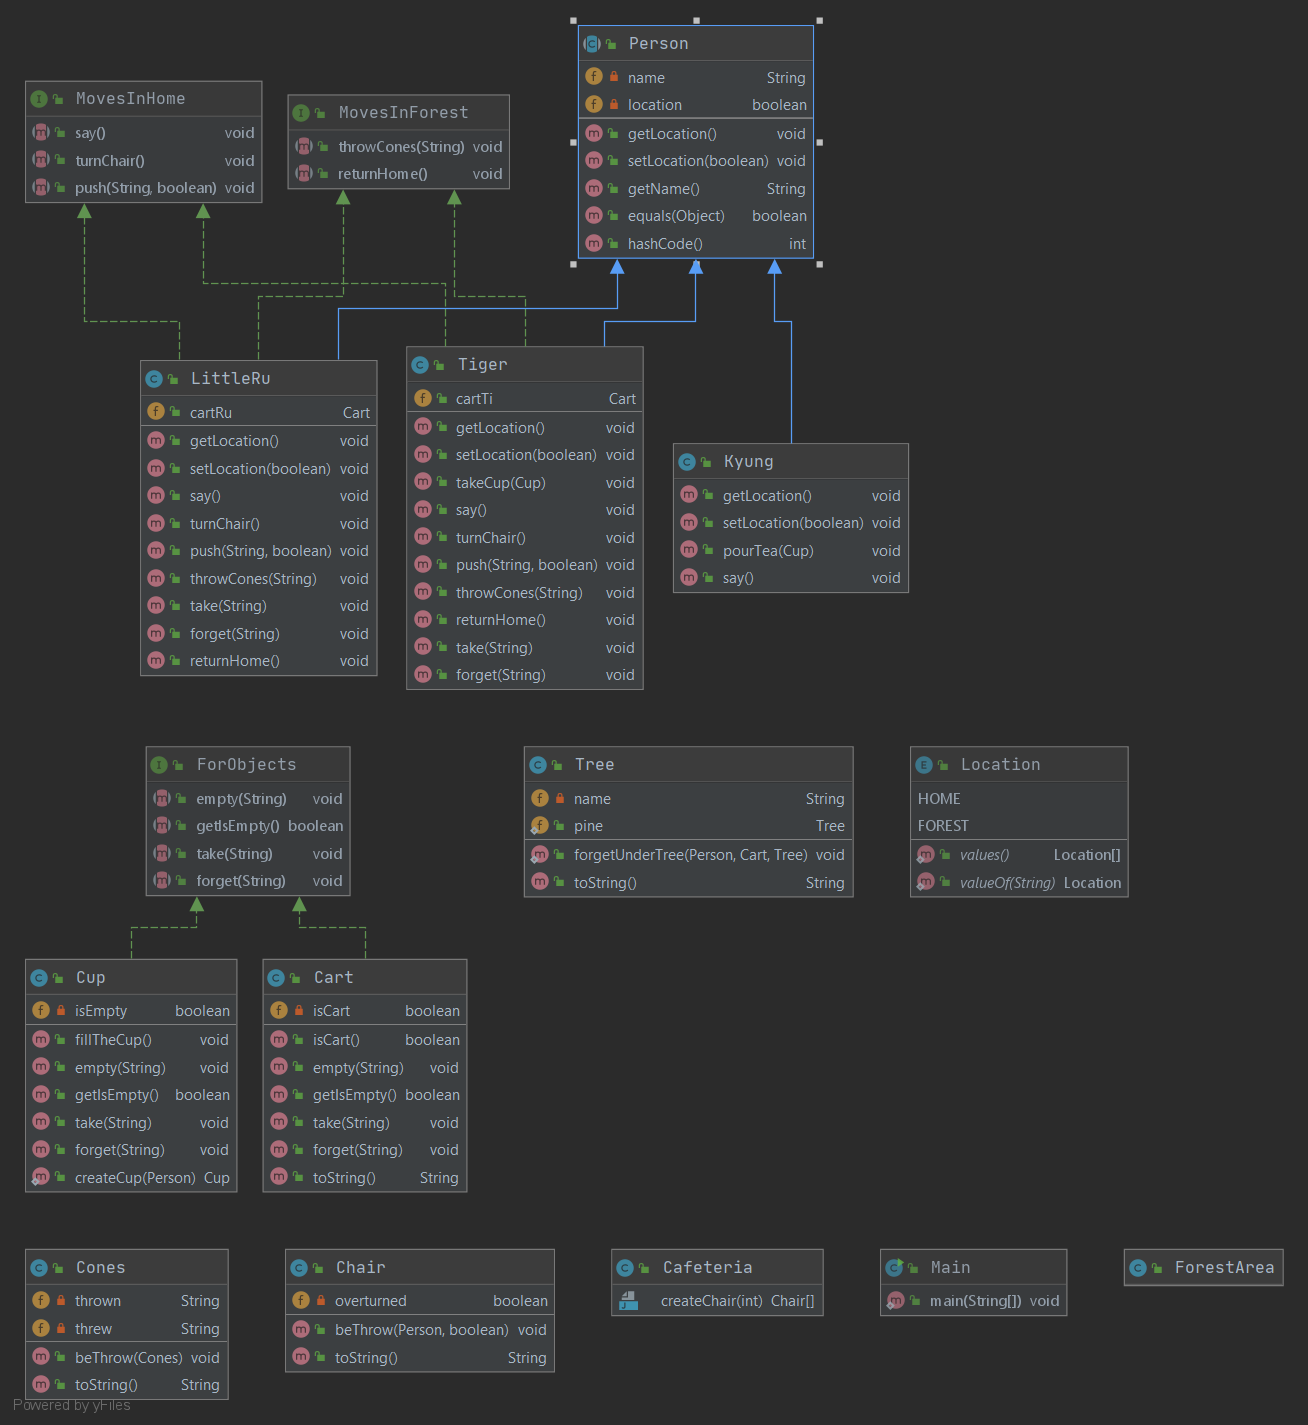 Person
name String
location boolean
getLocation() void
setLocation(boolean) void
getName() String
equals(Object) boolean
hashCode() int
MovesInHome
say() void
turnChair() void
push(String, boolean) void
MovesInForest
throwCones(String) void
returnHome() void
LittleRu
cartRu Cart
getLocation() void
setLocation(boolean) void
say() void
turnChair() void
push(String, boolean) void
throwCones(String) void
take(String) void
forget(String) void
returnHome() void
Tiger
cartTi Cart
getLocation() void
setLocation(boolean) void
takeCup(Cup) void
say() void
turnChair() void
push(String, boolean) void
throwCones(String) void
returnHome() void
take(String) void
forget(String) void
Kyung
getLocation() void
setLocation(boolean) void
pourTea(Cup) void
say() void
ForObjects
empty(String) void
getIsEmpty() boolean
take(String) void
forget(String) void
Tree
name String
pine Tree
forgetUnderTree(Person, Cart, Tree) void
toString() String
Location
HOME
FOREST
values() Location[]
valueOf(String) Location
Cup
isEmpty boolean
fillTheCup() void
empty(String) void
getIsEmpty() boolean
take(String) void
forget(String) void
createCup(Person) Cup
Cart
isCart boolean
isCart() boolean
empty(String) void
getIsEmpty() boolean
take(String) void
forget(String) void
toString() String
Cones
thrown String
threw String
beThrow(Cones) void
toString() String
Chair
overturned boolean
beThrow(Person, boolean) void
toString() String
Cafeteria
createChair(int) Chair[]
Main
main(String[]) void
ForestArea
Powered by yFiles